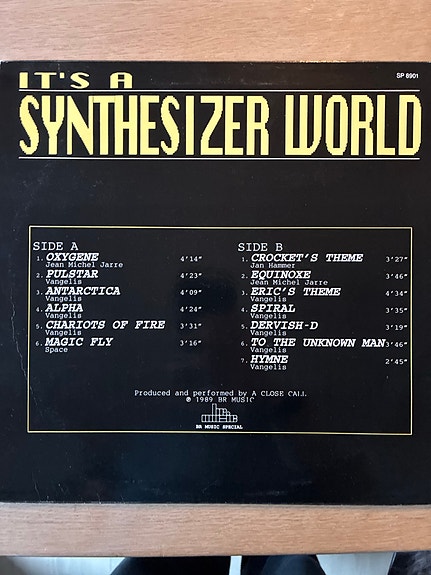 SP 8901
IT'S A
SYNTHESIZER WORLD
SIDE A
1. OXYGENE 4'14"
Jean Michel Jarre
2. PULSTAR 4'23"
Vangelis
3. ANTARCTICA 4'09"
Vangelis
4. ALPHA 4'24"
Vangelis
5. CHARIOTS OF FIRE 3'31"
Vangelis
6. MAGIC FLY 3'16"
Space
SIDE B
1. CROCKET'S THEME 3'27"
Jan Hammer
2. EQUINOXE 3'46"
Jean Michel Jarre
3. ERIC'S THEME 4'34"
Vangelis
4. SPIRAL 3'35"
Vangelis
5. DERVISH-D 3'19"
Vangelis
6. TO THE UNKNOWN MAN 3'46"
Vangelis
7. HYMNE 2'45"
Vangelis
Produced and performed by A CLOSE CALL
℗ 1989 BR MUSIC
BR MUSIC SPECIAL